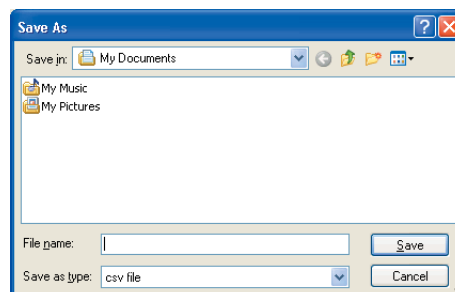 Save As
Save in: My Documents
My Music
My Pictures
File name:
Save
Save as type: csv file
Cancel